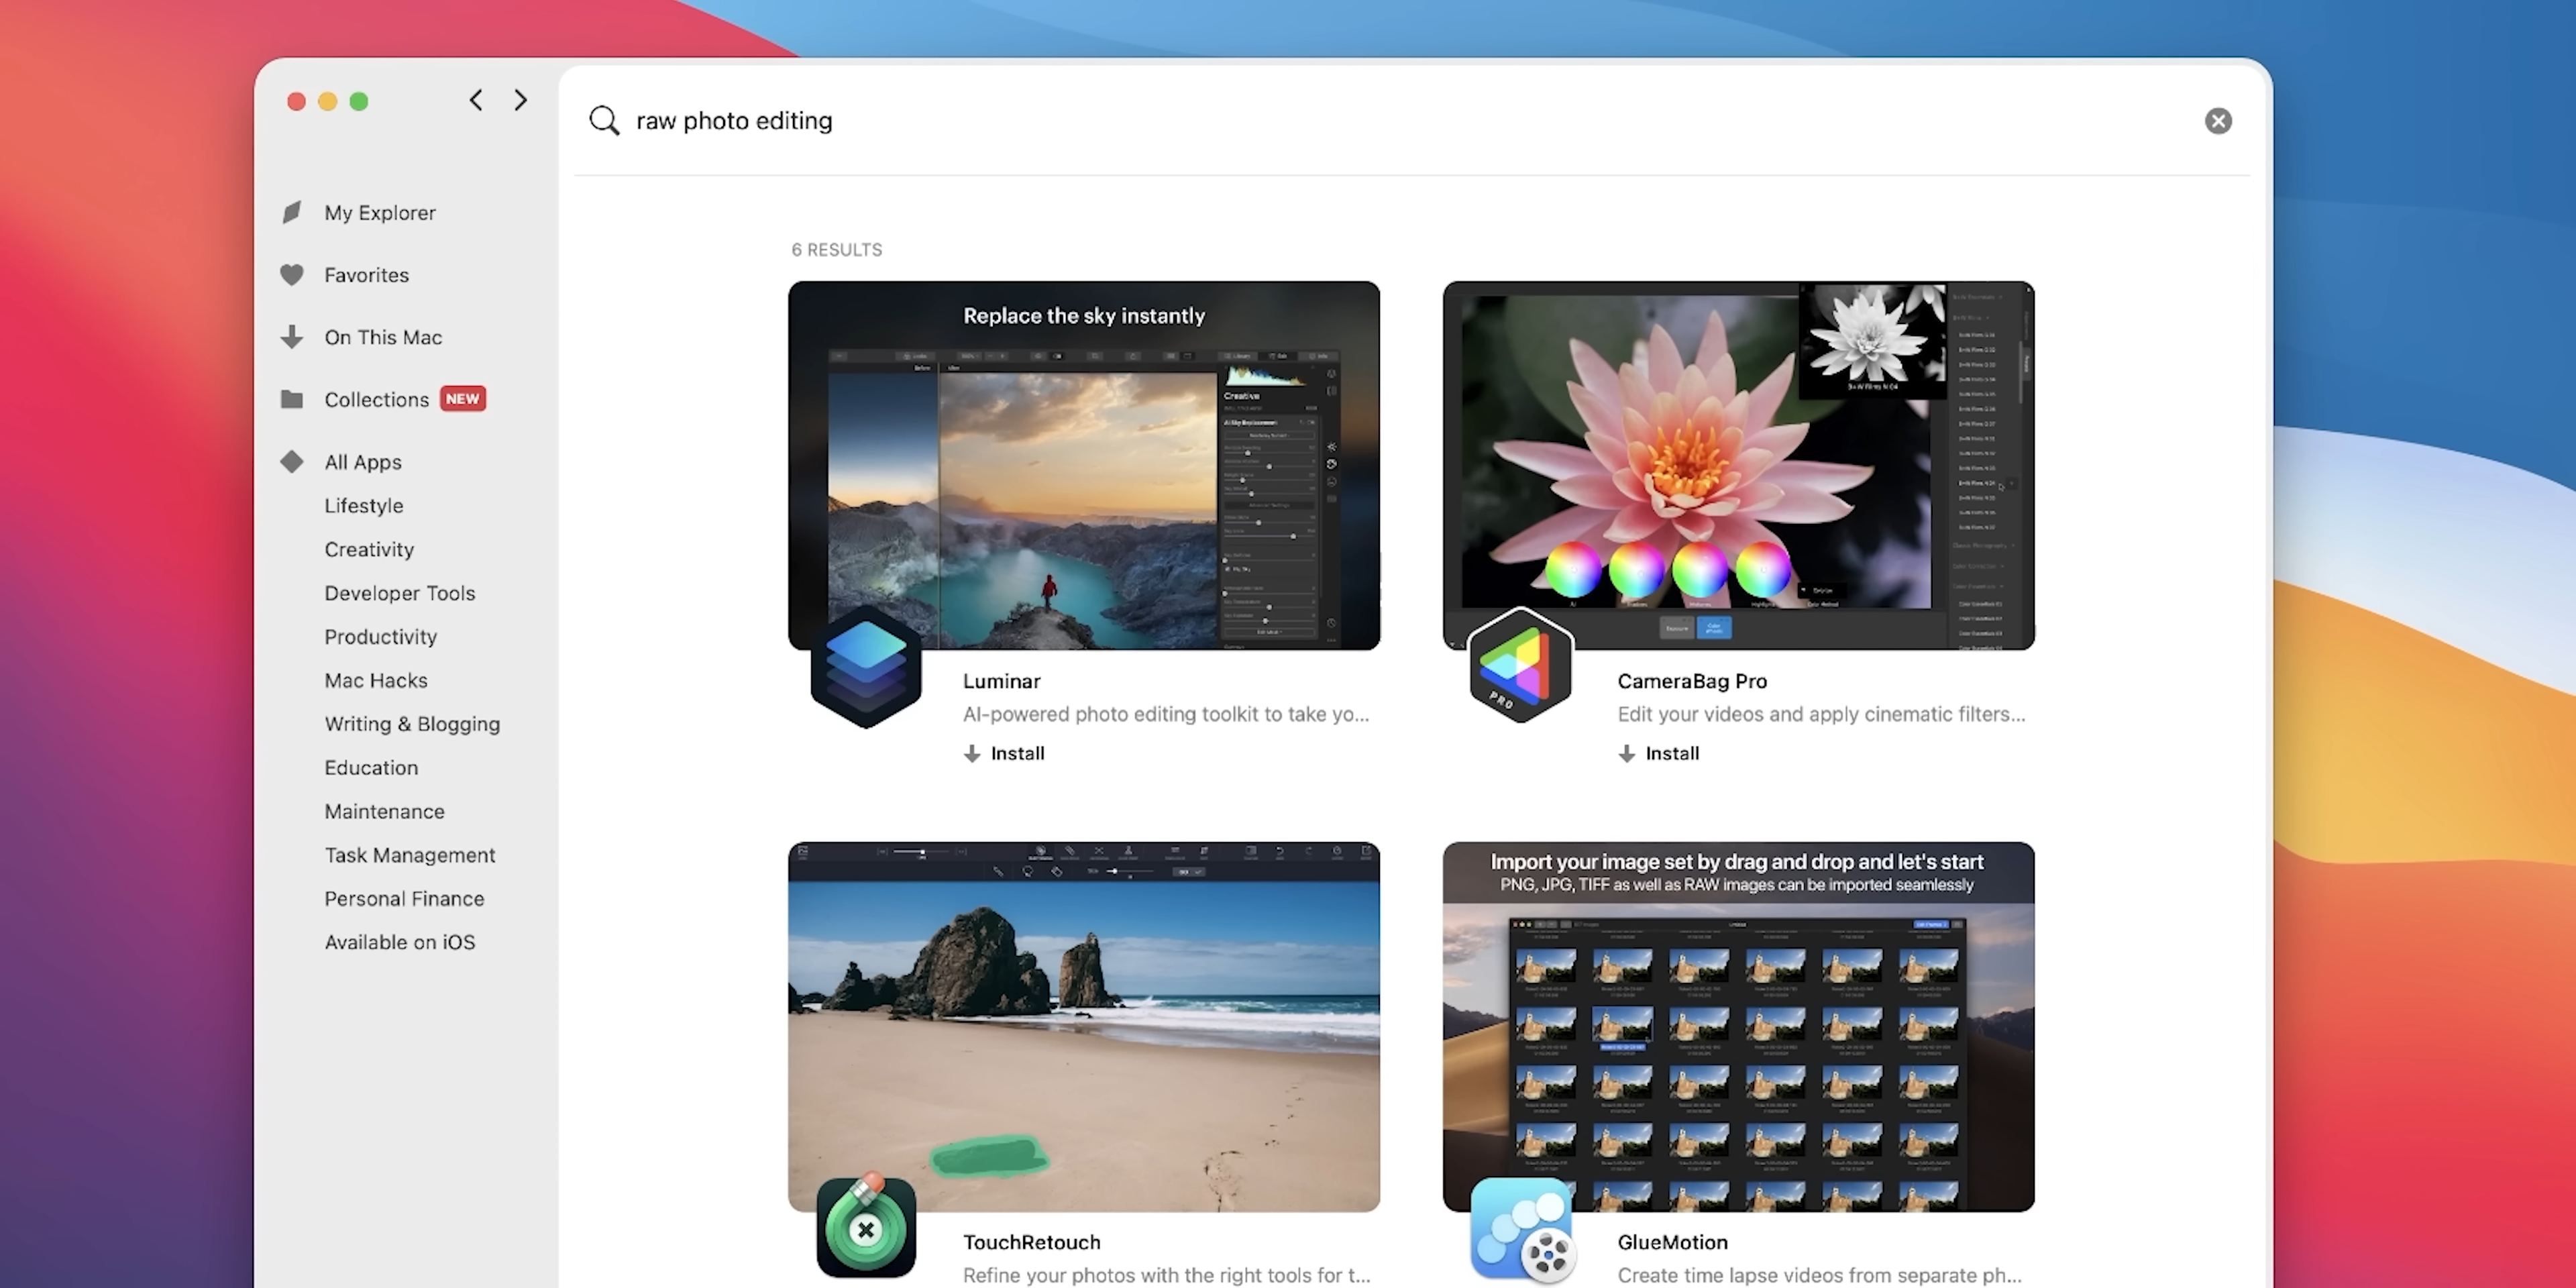 raw photo editing
My Explorer
Favorites
On This Mac
Collections NEW
All Apps
Lifestyle
Creativity
Developer Tools
Productivity
Mac Hacks
Writing & Blogging
Education
Maintenance
Task Management
Personal Finance
Available on iOS
6 RESULTS
Replace the sky instantly
Creative
Luminar
AI-powered photo editing toolkit to take yo...
Install
PRO
CameraBag Pro
Edit your videos and apply cinematic filters...
Install
TouchRetouch
Refine your photos with the right tools for t...
Import your image set by drag and drop and let's start
PNG, JPG, TIFF as well as RAW images can be imported seamlessly
GlueMotion
Create time lapse videos from separate ph...